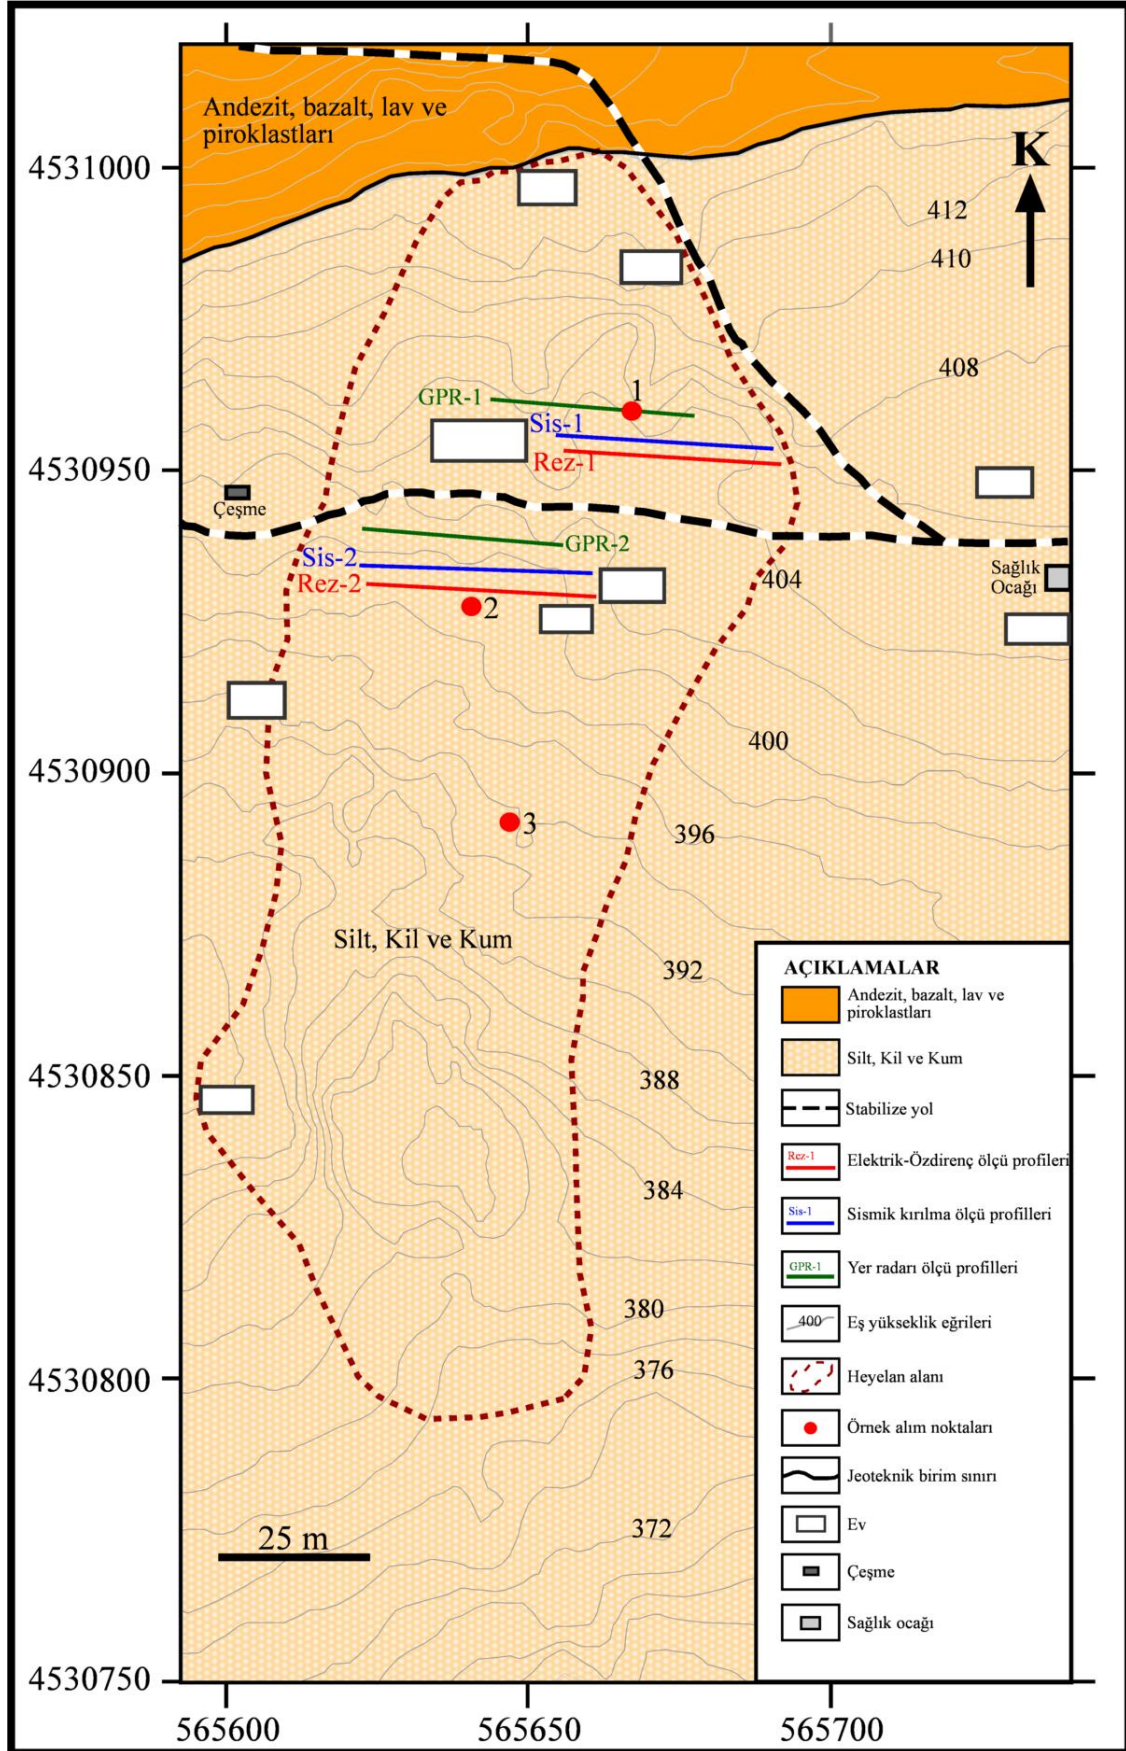 Andezit, bazalt, lav ve
piroklastları
4531000
K
412
410
408
GPR-1
1
Sis-1
Rez-1
4530950
Çeşme
GPR-2
Sis-2
Rez-2
2
404
Sağlık
Ocağı
400
4530900
3
396
Silt, Kil ve Kum
392
388
4530850
384
380
376
4530800
372
25 m
4530750
565600
565650
565700
AÇIKLAMALAR
Andezit, bazalt, lav ve
piroklastları
Silt, Kil ve Kum
Stabilize yol
Rez-1
Elektrik-Özdirenç ölçü profileri
Sis-1
Sismik kırılma ölçü profilleri
GPR-1
Yer radarı ölçü profilleri
400
Eş yükseklik eğrileri
Heyelan alanı
Örnek alım noktaları
Jeoteknik birim sınırı
Ev
Çeşme
Sağlık ocağı